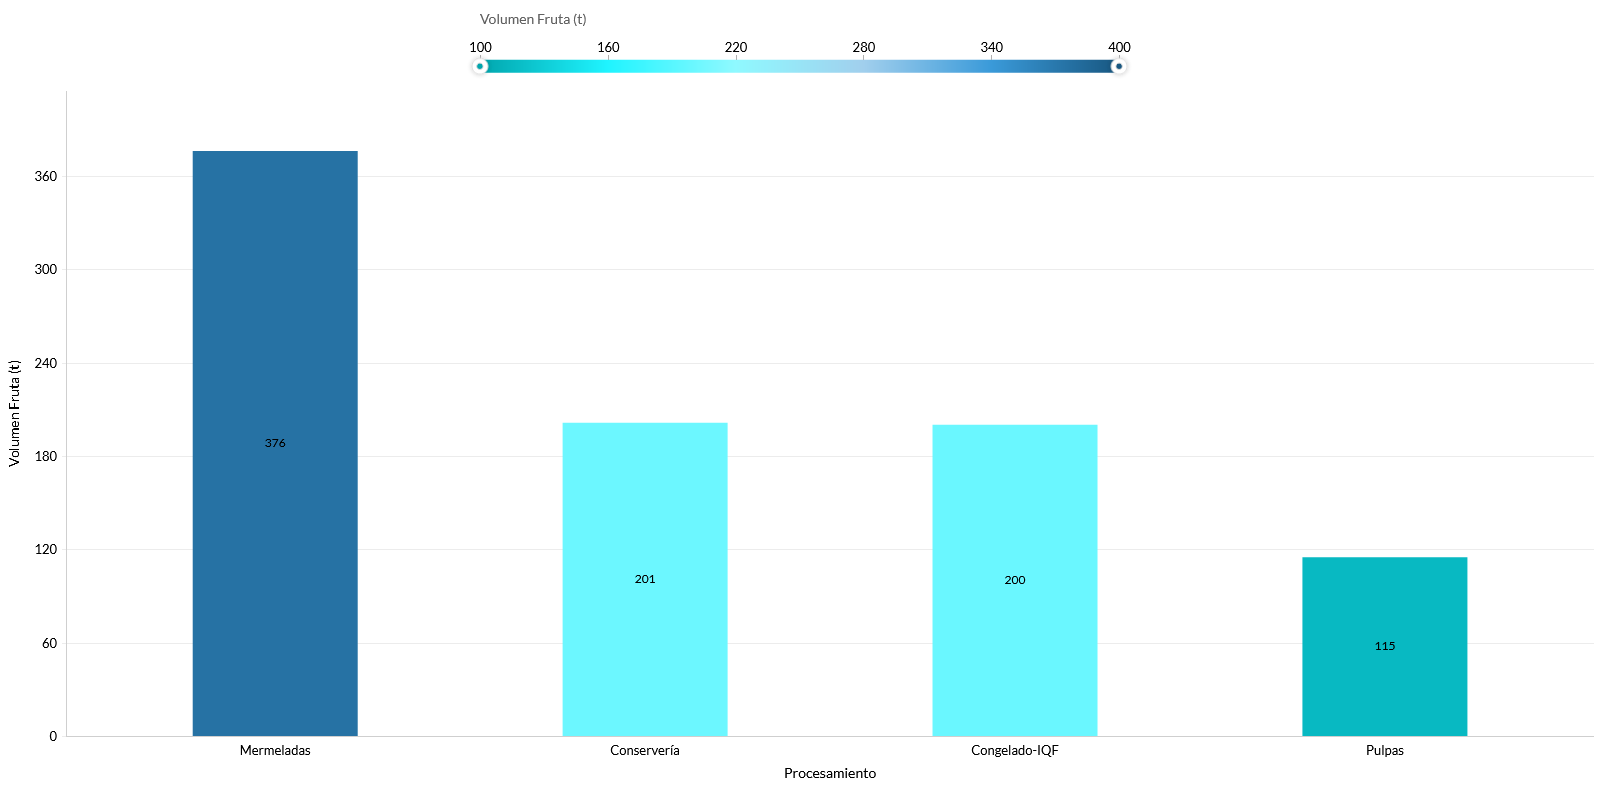 Volumen Fruta (t)
100 160 220 280 340 400
Volumen Fruta (t)
360
300
240
180
120
60
0
376
201
200
115
Mermeladas Conservería Congelado-IQF Pulpas
Procesamiento